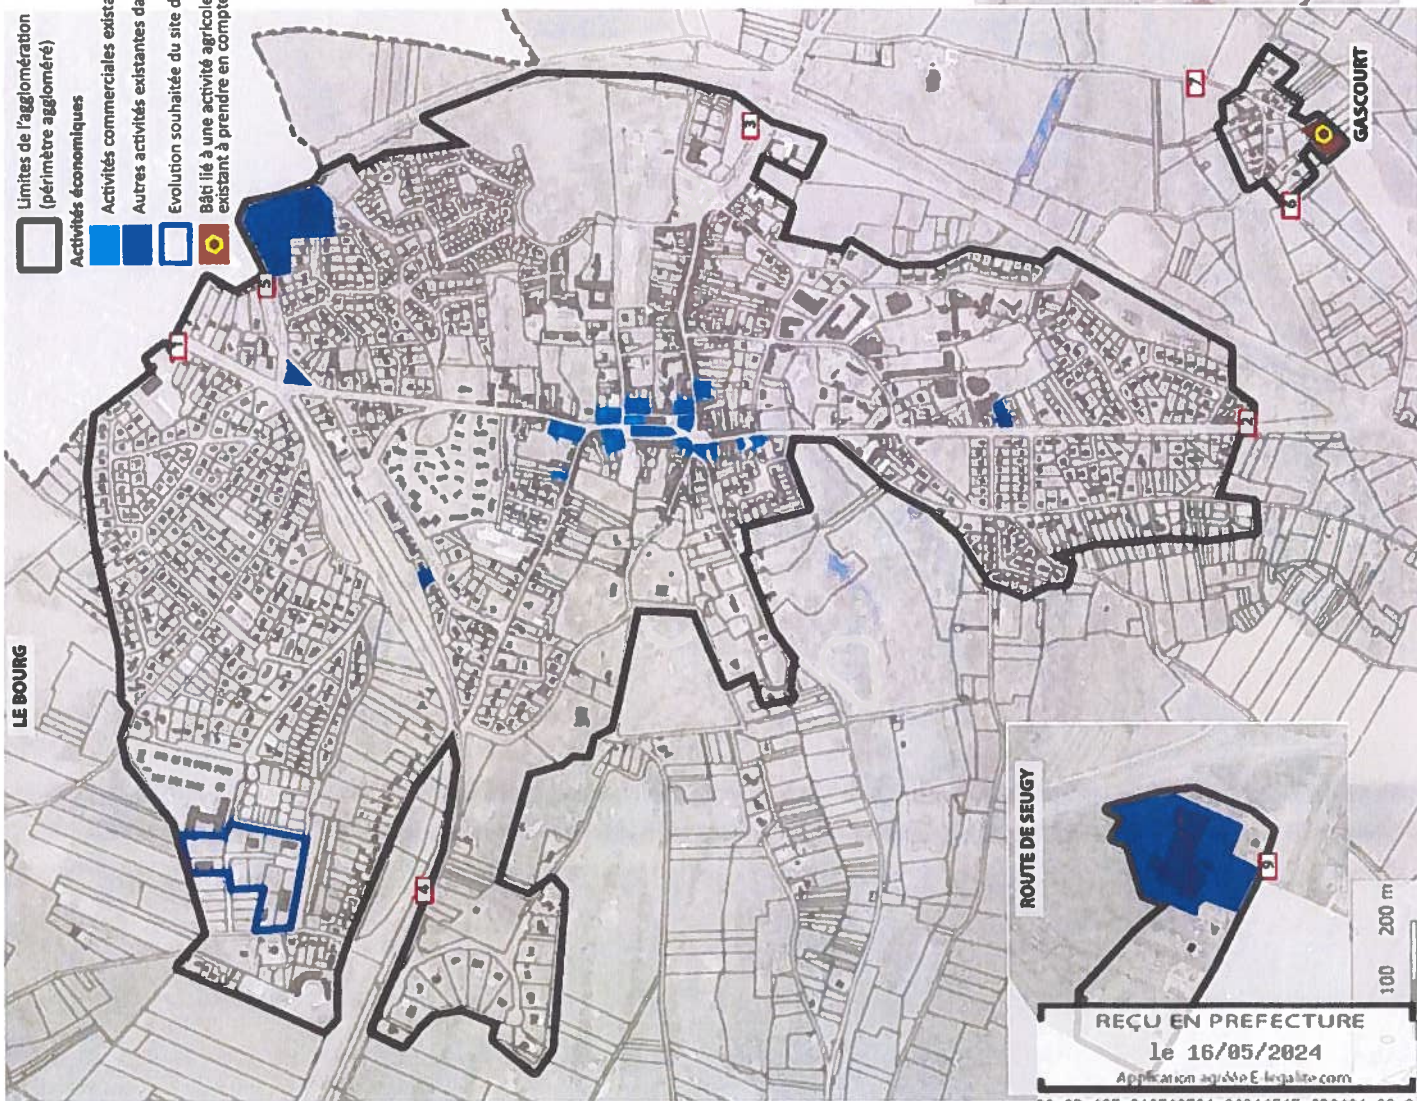 LE BOURG
Limites de l'agglomération
(périmètre aggloméré)
Activités économiques
Activités commerciales exista
Autres activités existantes da
Evolution souhaitée du site d
Bâti lié à une activité agricole
existant à prendre en compte
1
5
3
7
6
GASCOURT
4
2
ROUTE DE SEUGY
9
0 100 200 m
REÇU EN PREFECTURE
le 16/05/2024
Application agréée E-legalite.com